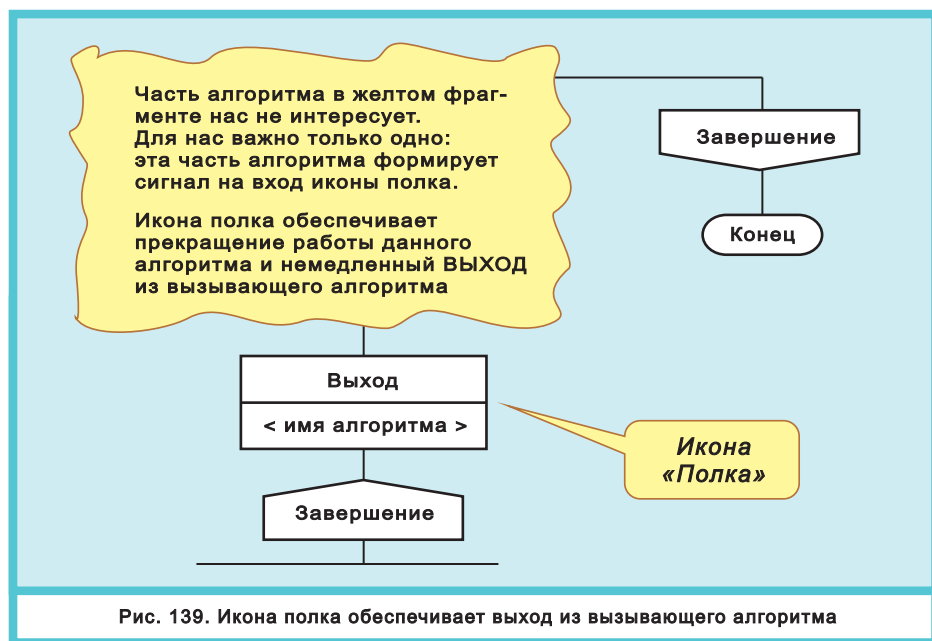 Часть алгоритма в желтом фраг-
менте нас не интересует.
Для нас важно только одно:
эта часть алгоритма формирует
сигнал на вход иконы полка.
Икона полка обеспечивает
прекращение работы данного
алгоритма и немедленный ВЫХОД
из вызывающего алгоритма
Завершение
Конец
Выход
< имя алгоритма >
Икона
«Полка»
Завершение
Рис. 139. Икона полка обеспечивает выход из вызывающего алгоритма